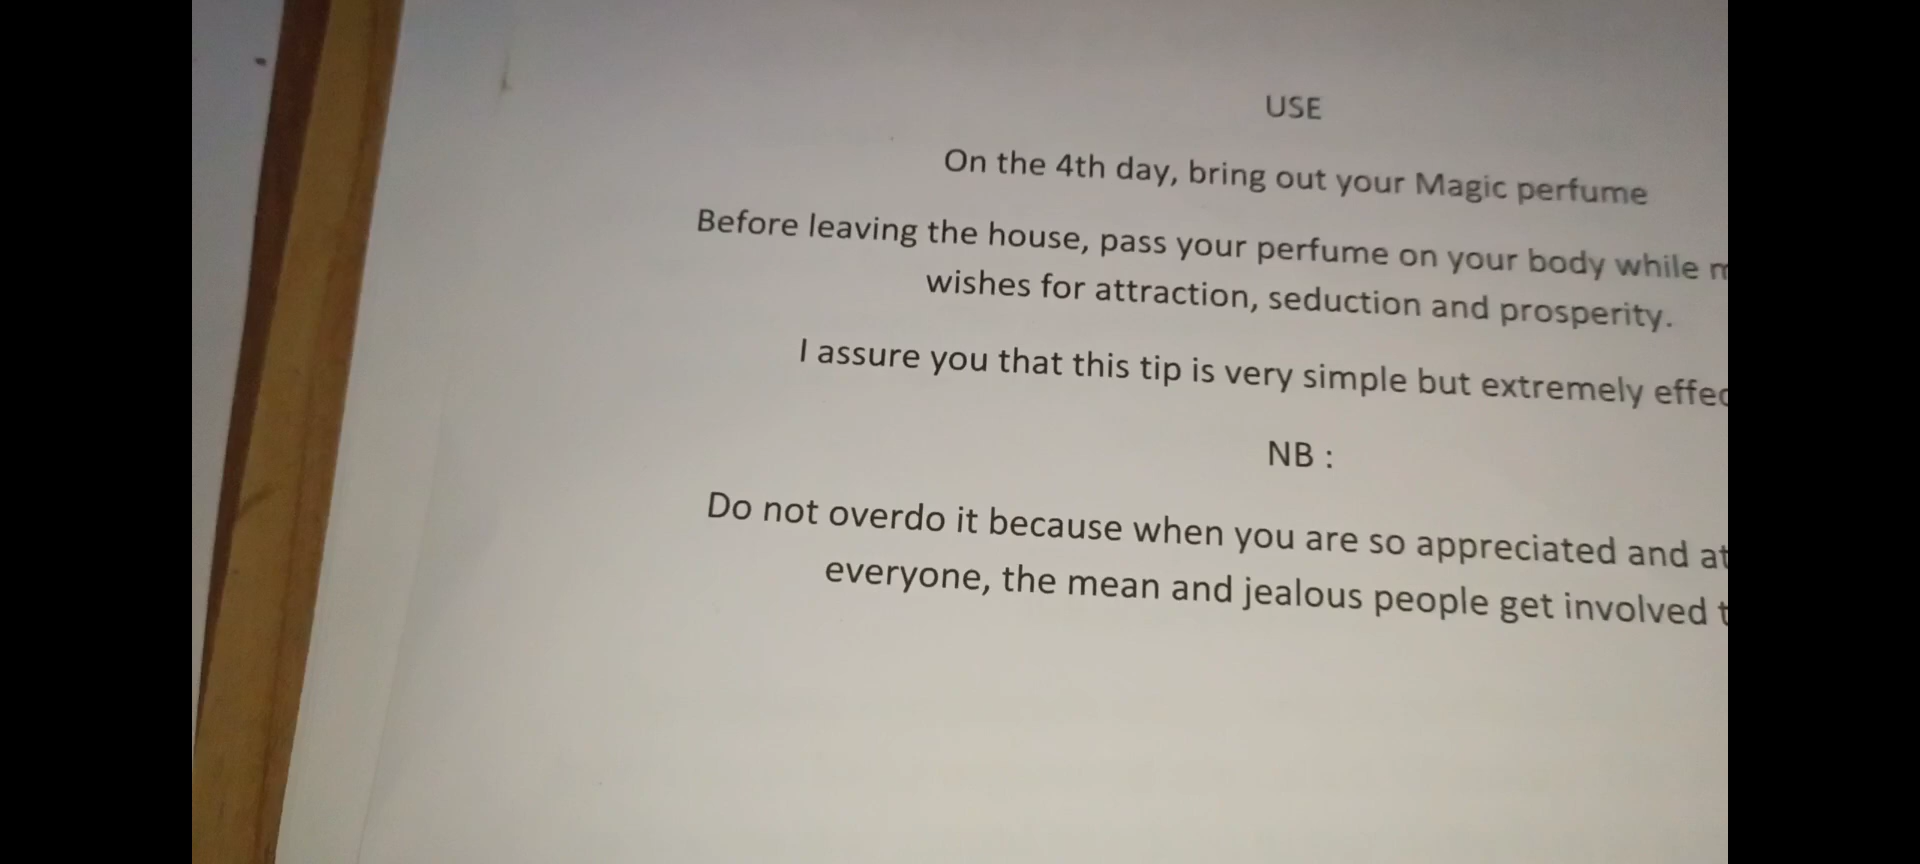 USE
On the 4th day, bring out your Magic perfume
Before leaving the house, pass your perfume on your body while
wishes for attraction, seduction and prosperity.
I assure you that this tip is very simple but extremely
NB :
Do not overdo it because when you are so appreciated and
everyone, the mean and jealous people get involved